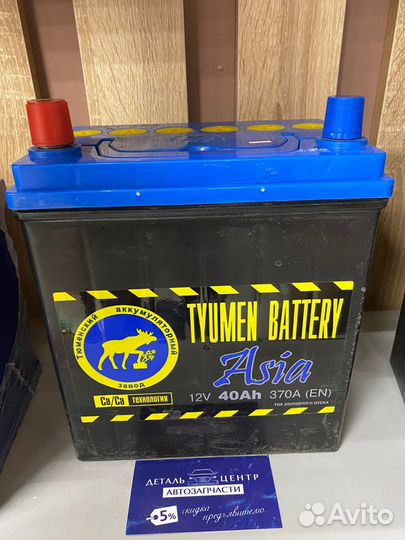 Тюменский аккумуляторный
завод
Ca/Ca технология
TYUMEN BATTERY
Asia
12V 40Ah 370A (EN)
ток холодного пуска
ДЕТАЛЬ ЦЕНТР
АВТОЗАПЧАСТИ
-5% скидка
предъявителю
Avito